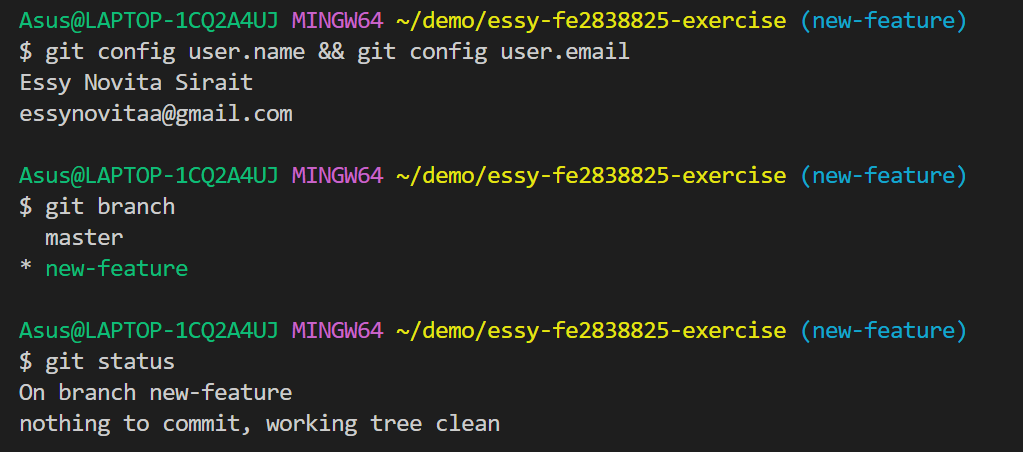 Asus@LAPTOP-1CQ2A4UJ MINGW64 ~/demo/essy-fe2838825-exercise (new-feature)
$ git config user.name && git config user.email
Essy Novita Sirait
essynovitaa@gmail.com
Asus@LAPTOP-1CQ2A4UJ MINGW64 ~/demo/essy-fe2838825-exercise (new-feature)
$ git branch
  master
* new-feature
Asus@LAPTOP-1CQ2A4UJ MINGW64 ~/demo/essy-fe2838825-exercise (new-feature)
$ git status
On branch new-feature
nothing to commit, working tree clean